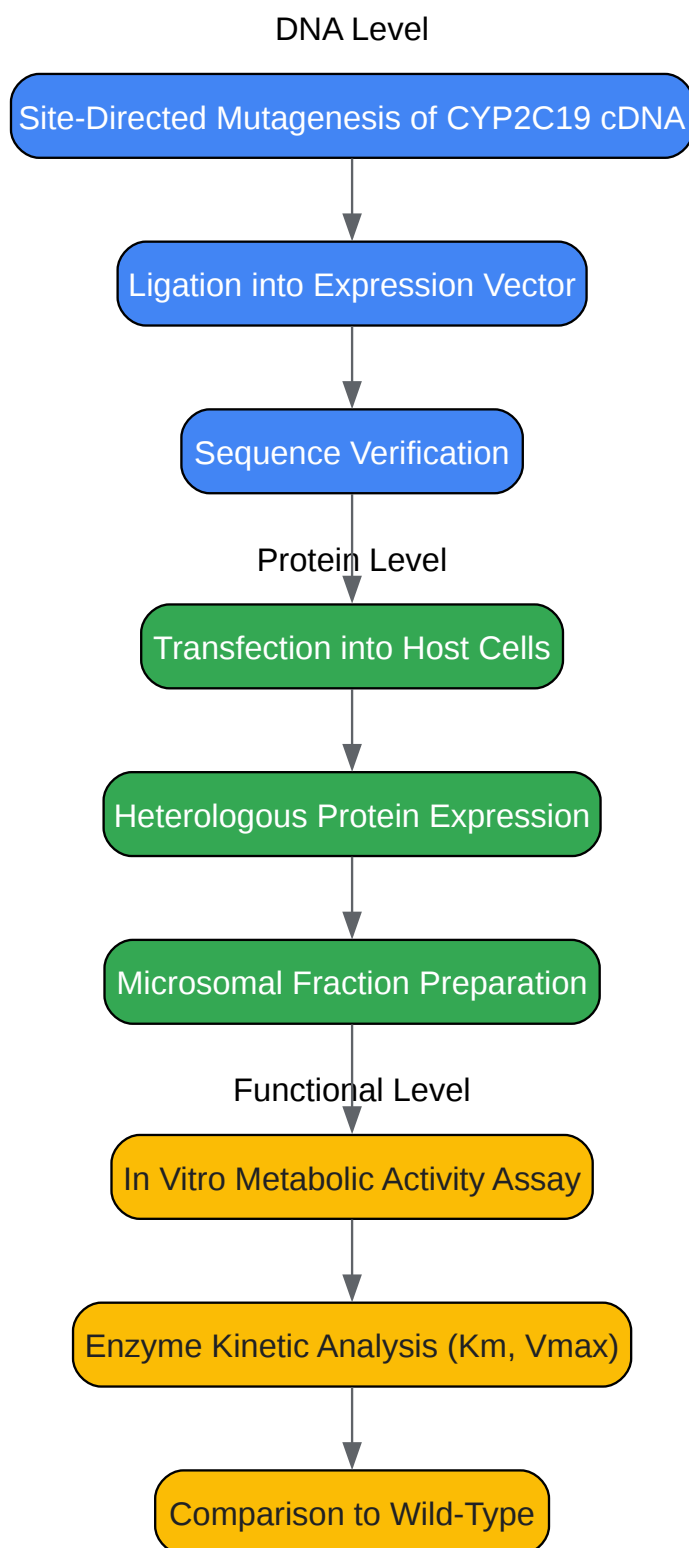 DNA Level
Site-Directed Mutagenesis of CYP2C19 cDNA
Ligation into Expression Vector
Sequence Verification
Protein Level
Transfection into Host Cells
Heterologous Protein Expression
Microsomal Fraction Preparation
Functional Level
In Vitro Metabolic Activity Assay
Enzyme Kinetic Analysis (Km, Vmax)
Comparison to Wild-Type